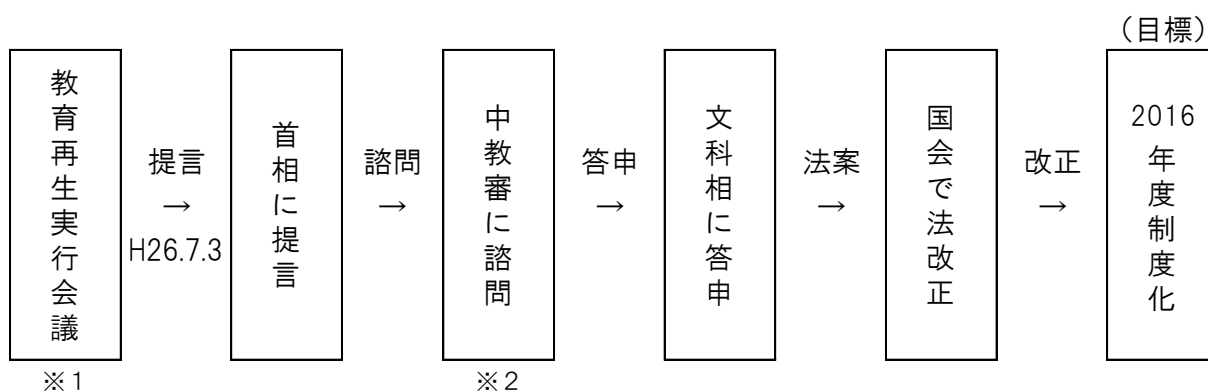 (目標)
教育再生実行会議
提言
→
H26.7.3
首相に提言
諮問
→
中教審に諮問
答申
→
文科相に答申
法案
→
国会で法改正
改正
→
2016
年度制度化
※1
※2